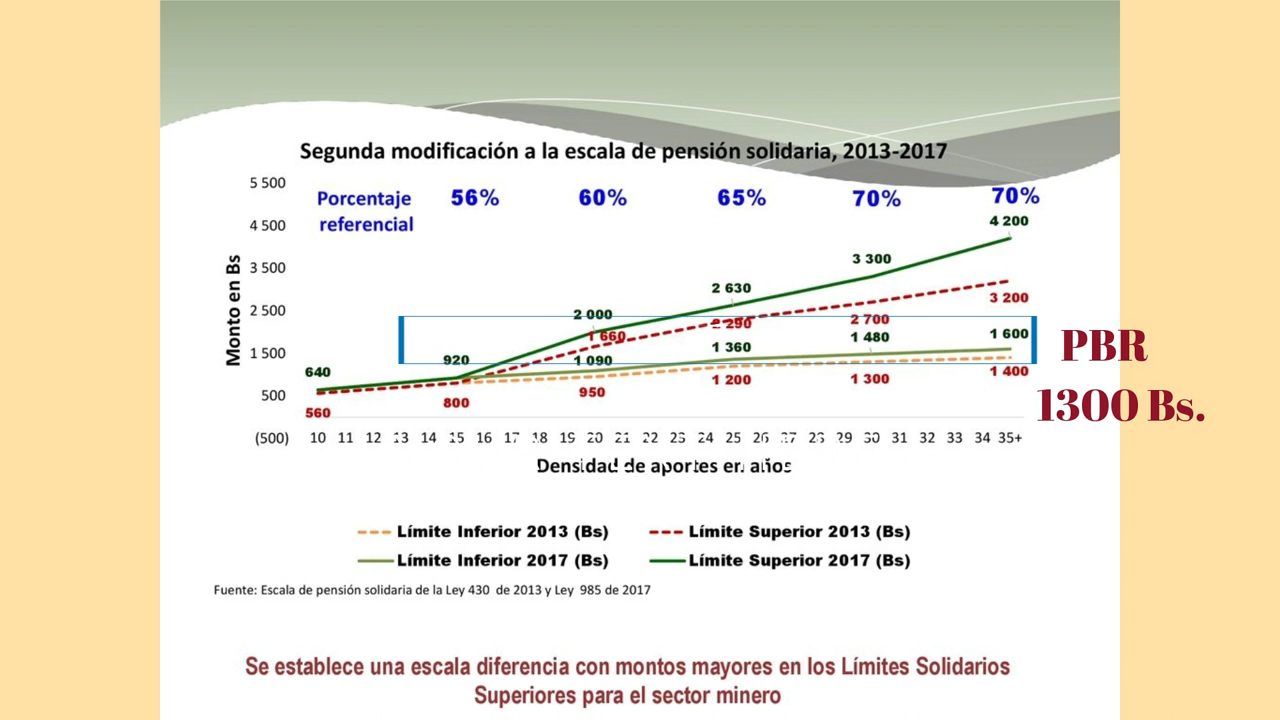 Segunda modificación a la escala de pensión solidaria, 2013-2017
Porcentaje referencial
56% 60% 65% 70% 70%
Monto en Bs
5 500
4 500
3 500
2 500
1 500
500
(500)
640 920 2 000 2 630 3 300 4 200
1 660 2 290 2 700 3 200
1 090 1 360 1 480 1 600
560 800 950 1 200 1 300 1 400
10 11 12 13 14 15 16 17 18 19 20 21 22 23 24 25 26 27 28 29 30 31 32 33 34 35+
Densidad de aportes en años
PBR
1300 Bs.
Límite Inferior 2013 (Bs) Límite Superior 2013 (Bs)
Límite Inferior 2017 (Bs) Límite Superior 2017 (Bs)
Fuente: Escala de pensión solidaria de la Ley 430 de 2013 y Ley 985 de 2017
Se establece una escala diferencia con montos mayores en los Límites Solidarios
Superiores para el sector minero